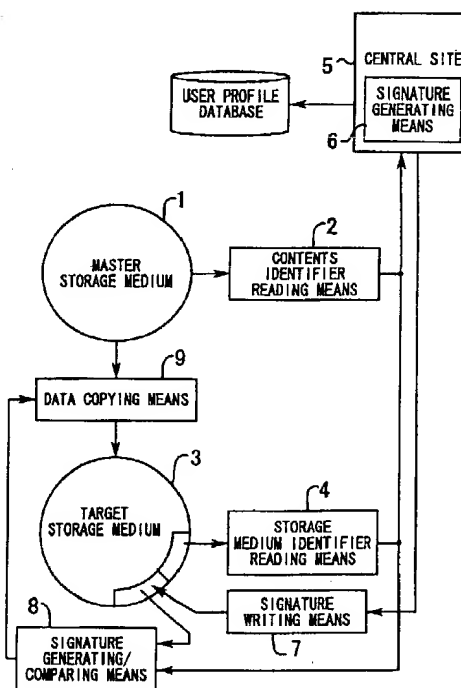 5
CENTRAL SITE
USER PROFILE
DATABASE
SIGNATURE
GENERATING
MEANS
6
1
MASTER
STORAGE MEDIUM
2
CONTENTS
IDENTIFIER
READING MEANS
9
DATA COPYING MEANS
3
TARGET
STORAGE MEDIUM
4
STORAGE
MEDIUM IDENTIFIER
READING MEANS
8
SIGNATURE
WRITING MEANS
7
SIGNATURE
GENERATING/
COMPARING MEANS